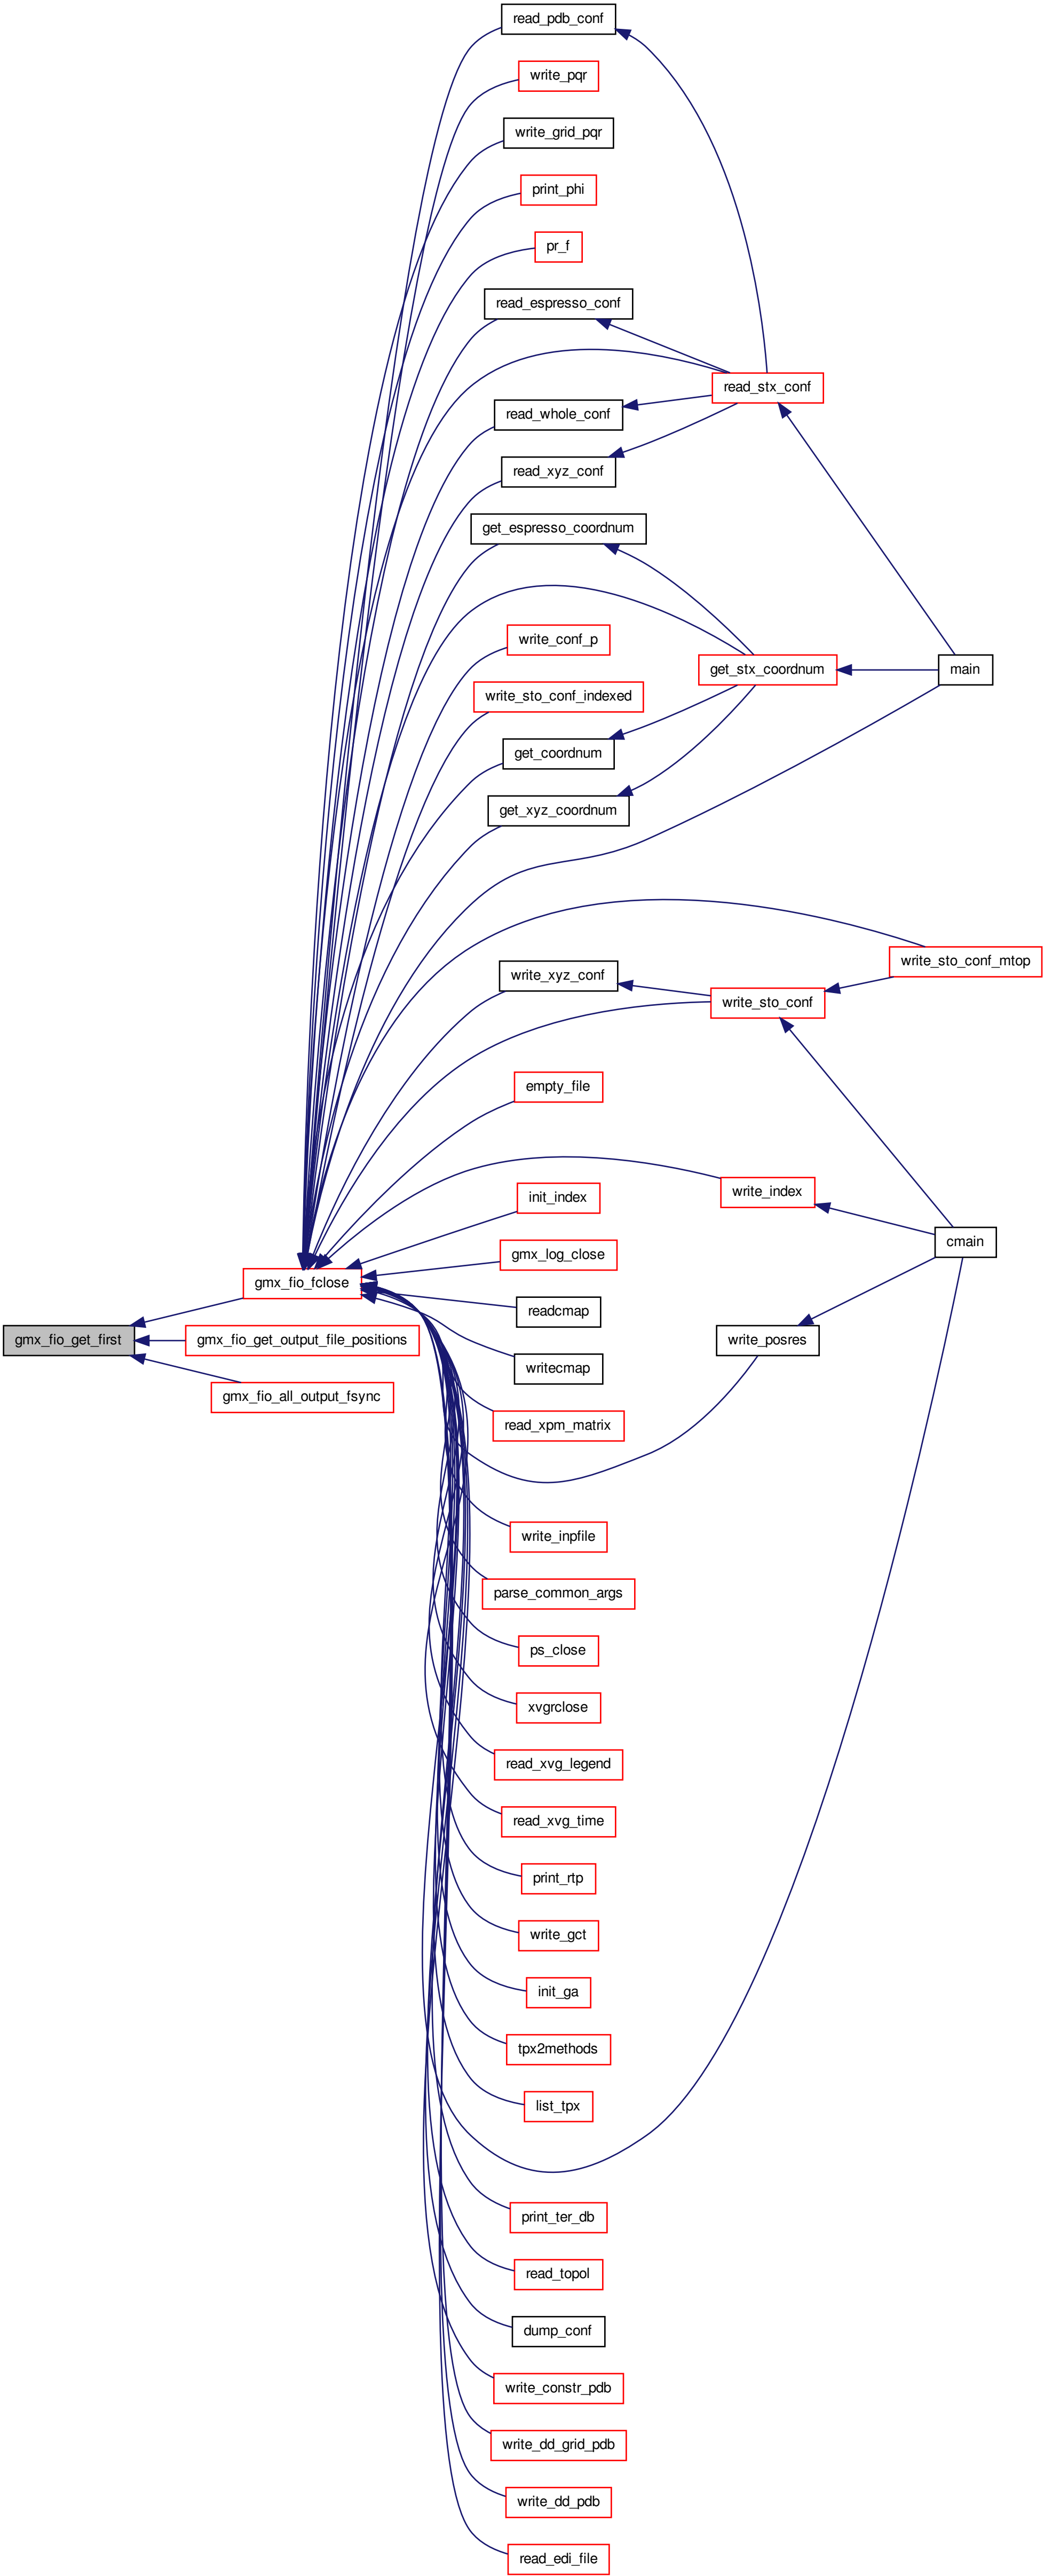 read_pdb_conf
write_pqr
write_grid_pqr
print_phi
pr_f
read_espresso_conf
read_stx_conf
read_whole_conf
read_xyz_conf
get_espresso_coordnum
write_conf_p
get_stx_coordnum
main
write_sto_conf_indexed
get_coordnum
get_xyz_coordnum
write_sto_conf_mtop
write_xyz_conf
write_sto_conf
empty_file
write_index
init_index
cmain
gmx_log_close
gmx_fio_fclose
readcmap
gmx_fio_get_first
gmx_fio_get_output_file_positions
write_posres
writecmap
gmx_fio_all_output_fsync
read_xpm_matrix
write_inpfile
parse_common_args
ps_close
xvgrclose
read_xvg_legend
read_xvg_time
print_rtp
write_gct
init_ga
tpx2methods
list_tpx
print_ter_db
read_topol
dump_conf
write_constr_pdb
write_dd_grid_pdb
write_dd_pdb
read_edi_file